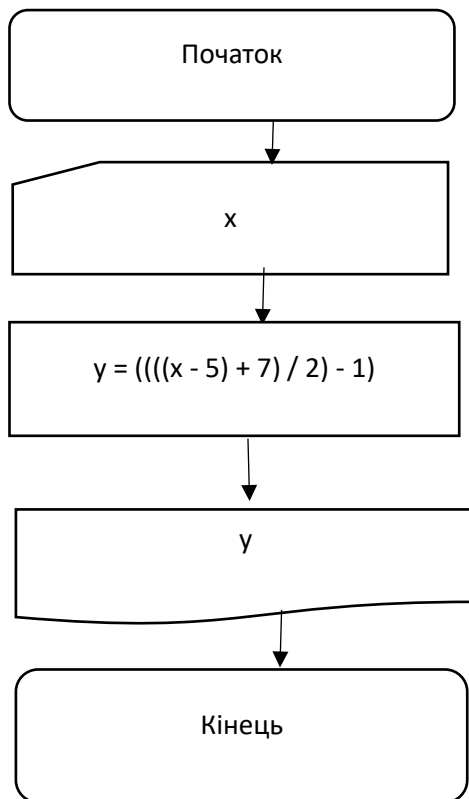 Початок
x
y = ((((x - 5) + 7) / 2) - 1)
y
Кінець